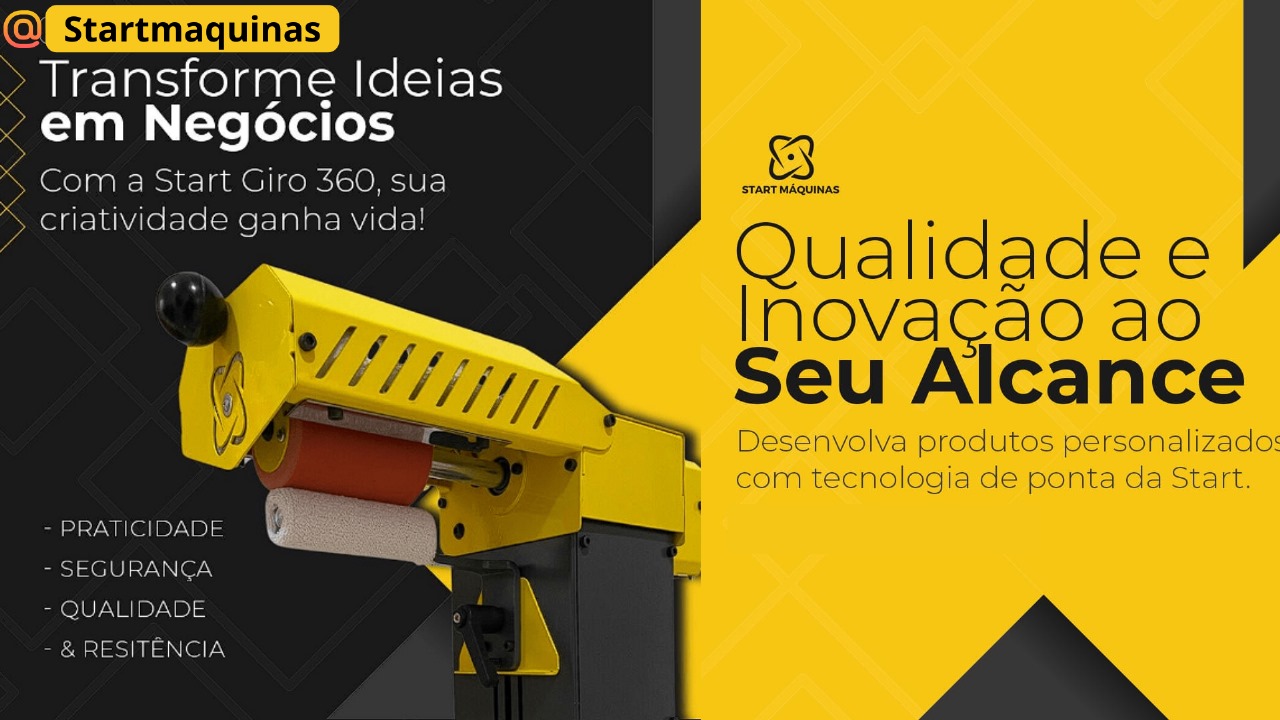 @ Startmaquinas
Transforme Ideias
em Negócios
Com a Start Giro 360, sua
criatividade ganha vida!
- PRATICIDADE
- SEGURANÇA
- QUALIDADE
- & RESITÊNCIA
START MÁQUINAS
Qualidade e
Inovação ao
Seu Alcance
Desenvolva produtos personalizados
com tecnologia de ponta da Start.